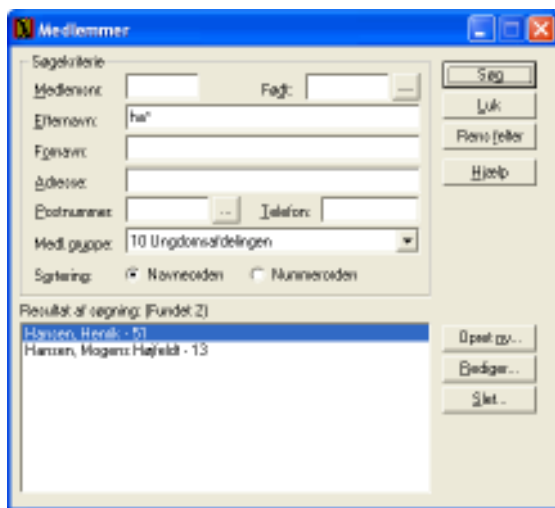 Medlemmer
Søgekriterie
Medlemsnr: Født: ...
Efternavn: ha*
Fornavn:
Adresse:
Postnummer: ... Telefon:
Medl.gruppe: 10 Ungdomsafdelingen
Sortering: Navneorden Nummerorden
Søg
Luk
Rens felter
Hjælp
Resultat af søgning: (Fundet 2)
Hansen, Henrik - 51
Hansen, Mogens Højfeldt - 13
Opret ny...
Rediger...
Slet...